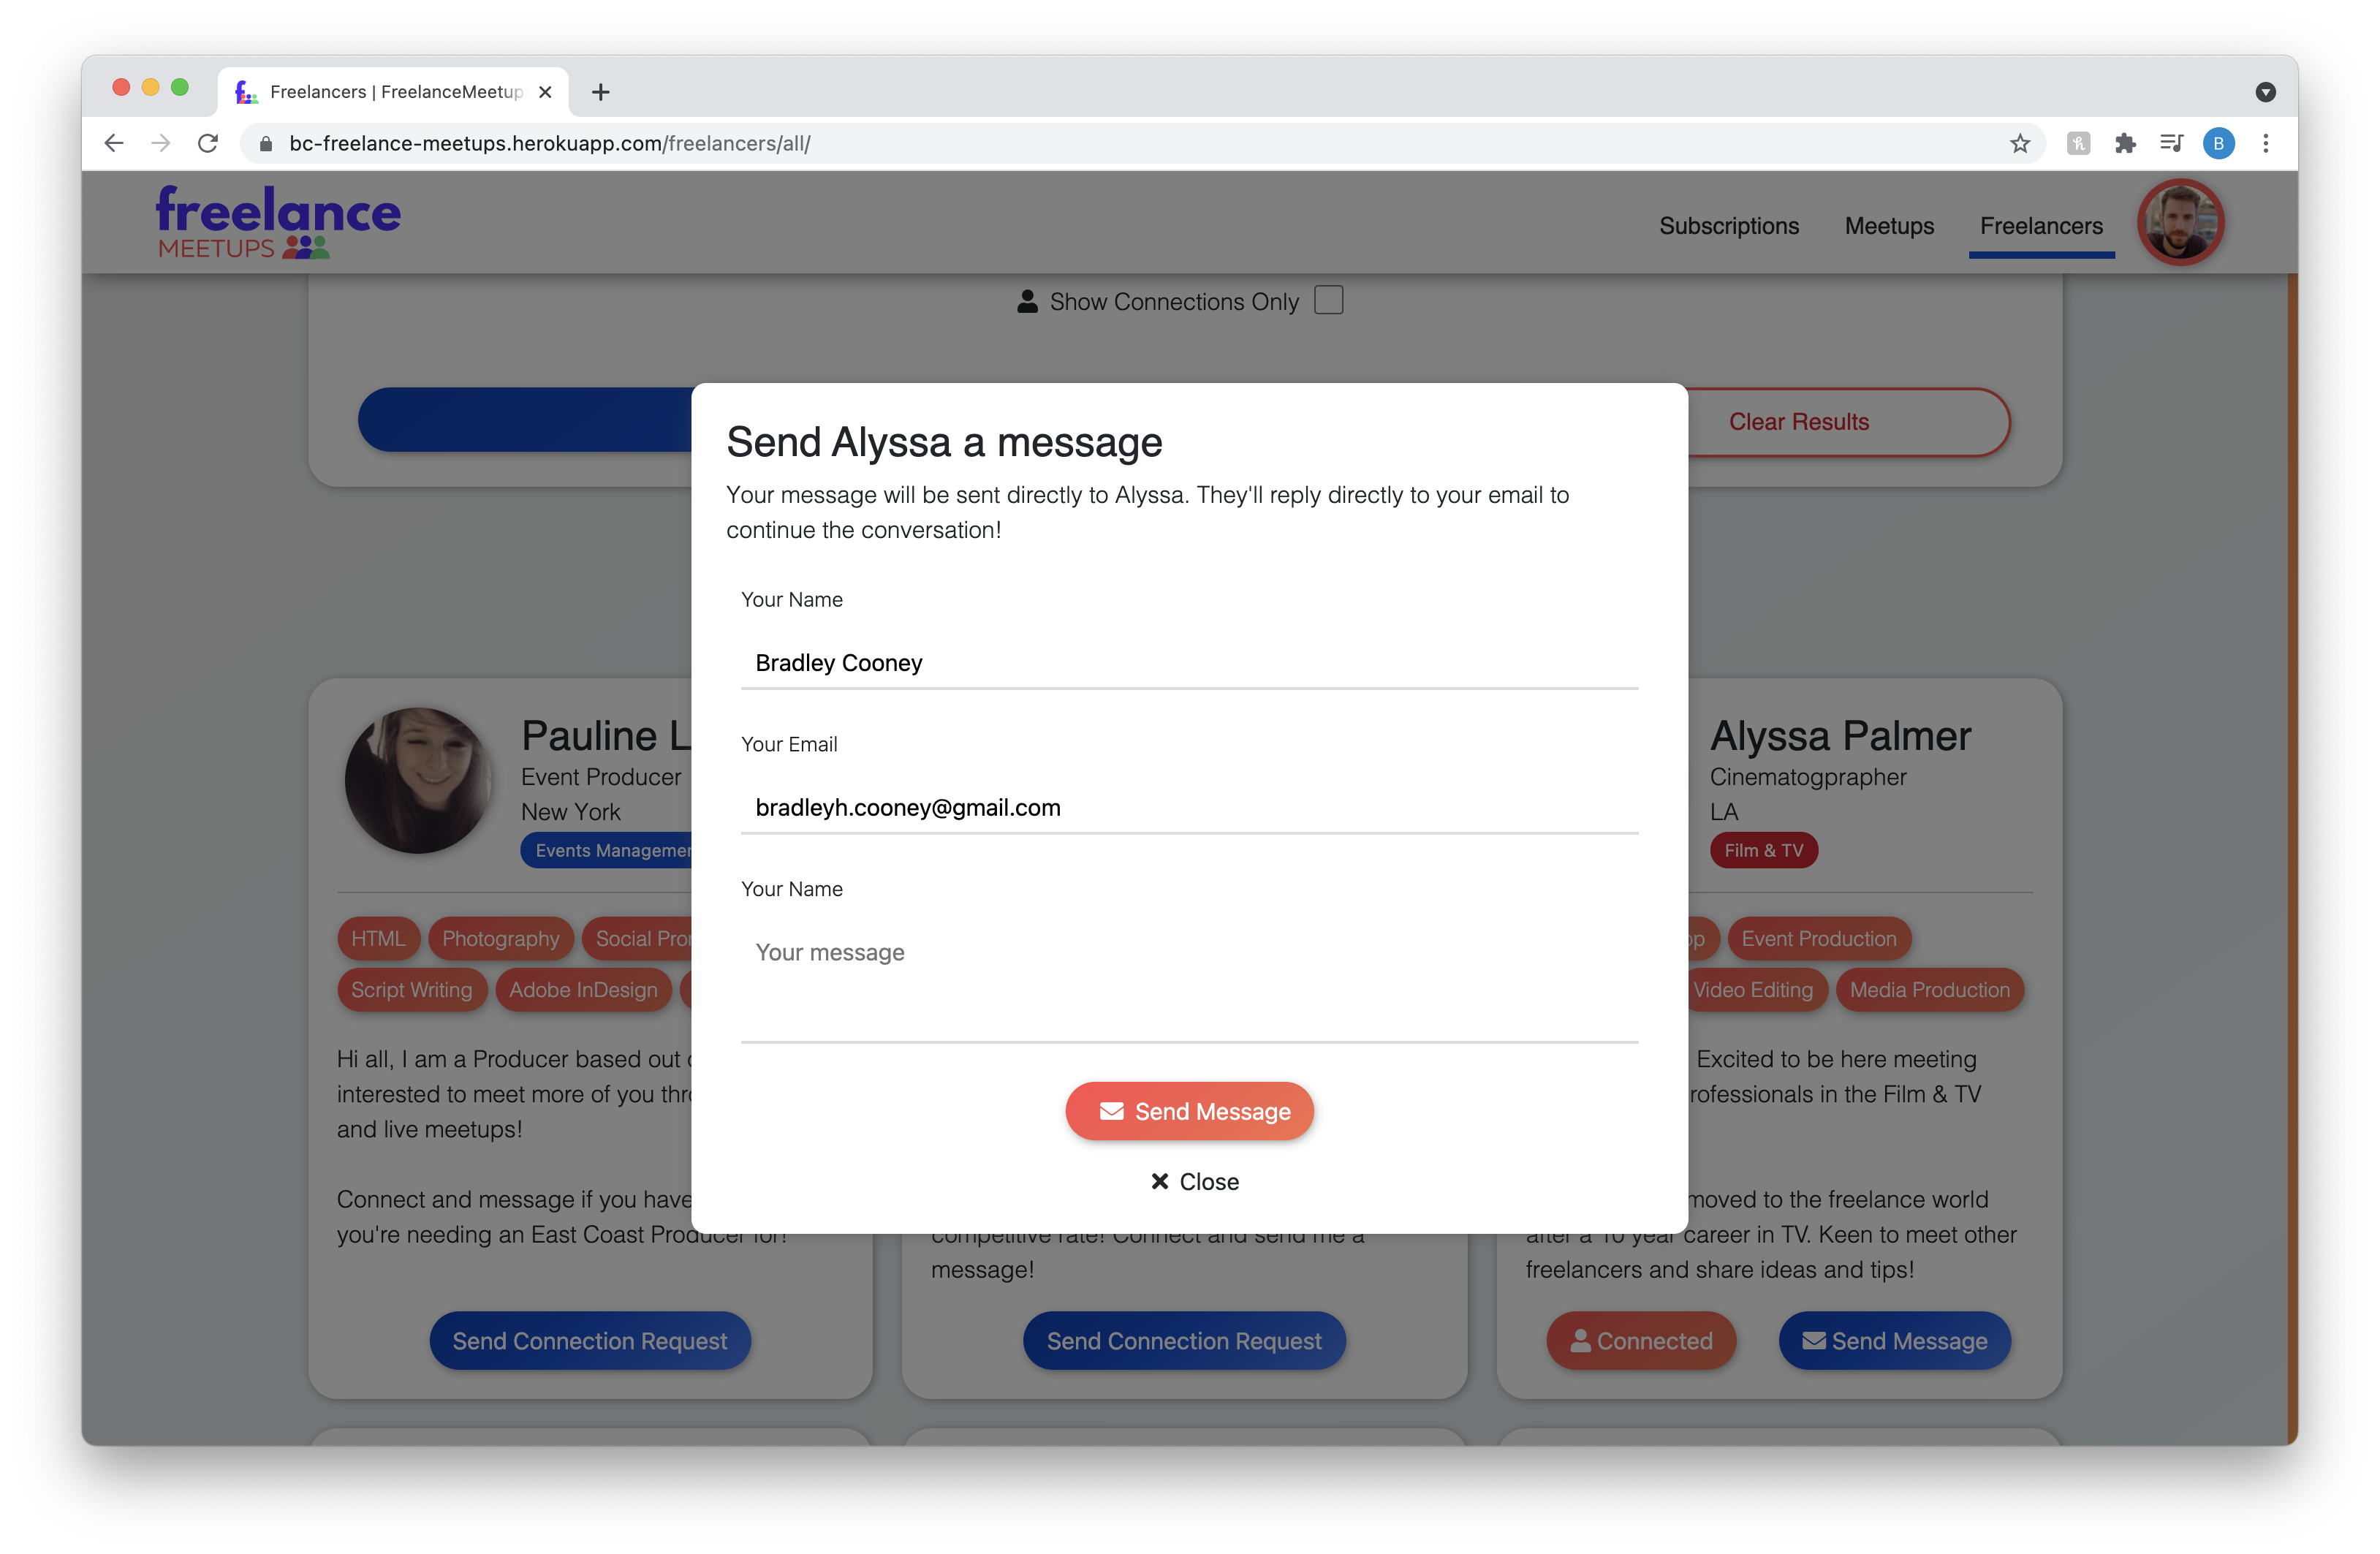 Freelancers | FreelanceMeetup
bc-freelance-meetups.herokuapp.com/freelancers/all/
B
freelance
MEETUPS
Subscriptions
Meetups
Freelancers
Show Connections Only
Clear Results
Send Alyssa a message
Your message will be sent directly to Alyssa. They'll reply directly to your email to
continue the conversation!
Your Name
Bradley Cooney
Your Email
bradleyh.cooney@gmail.com
Your Name
Your message
Send Message
Close
Pauline L
Event Producer
New York
Events Managemen
HTML
Photography
Social Pro
Script Writing
Adobe InDesign
Hi all, I am a Producer based out
interested to meet more of you thr
and live meetups!
Connect and message if you have
you're needing an East Coast Producer for!
Send Connection Request
competitive rate! Connect and send me a
message!
Send Connection Request
Alyssa Palmer
Cinematogprapher
LA
Film & TV
op
Event Production
Video Editing
Media Production
Excited to be here meeting
rofessionals in the Film & TV
moved to the freelance world
after a 10 year career in TV. Keen to meet other
freelancers and share ideas and tips!
Connected
Send Message